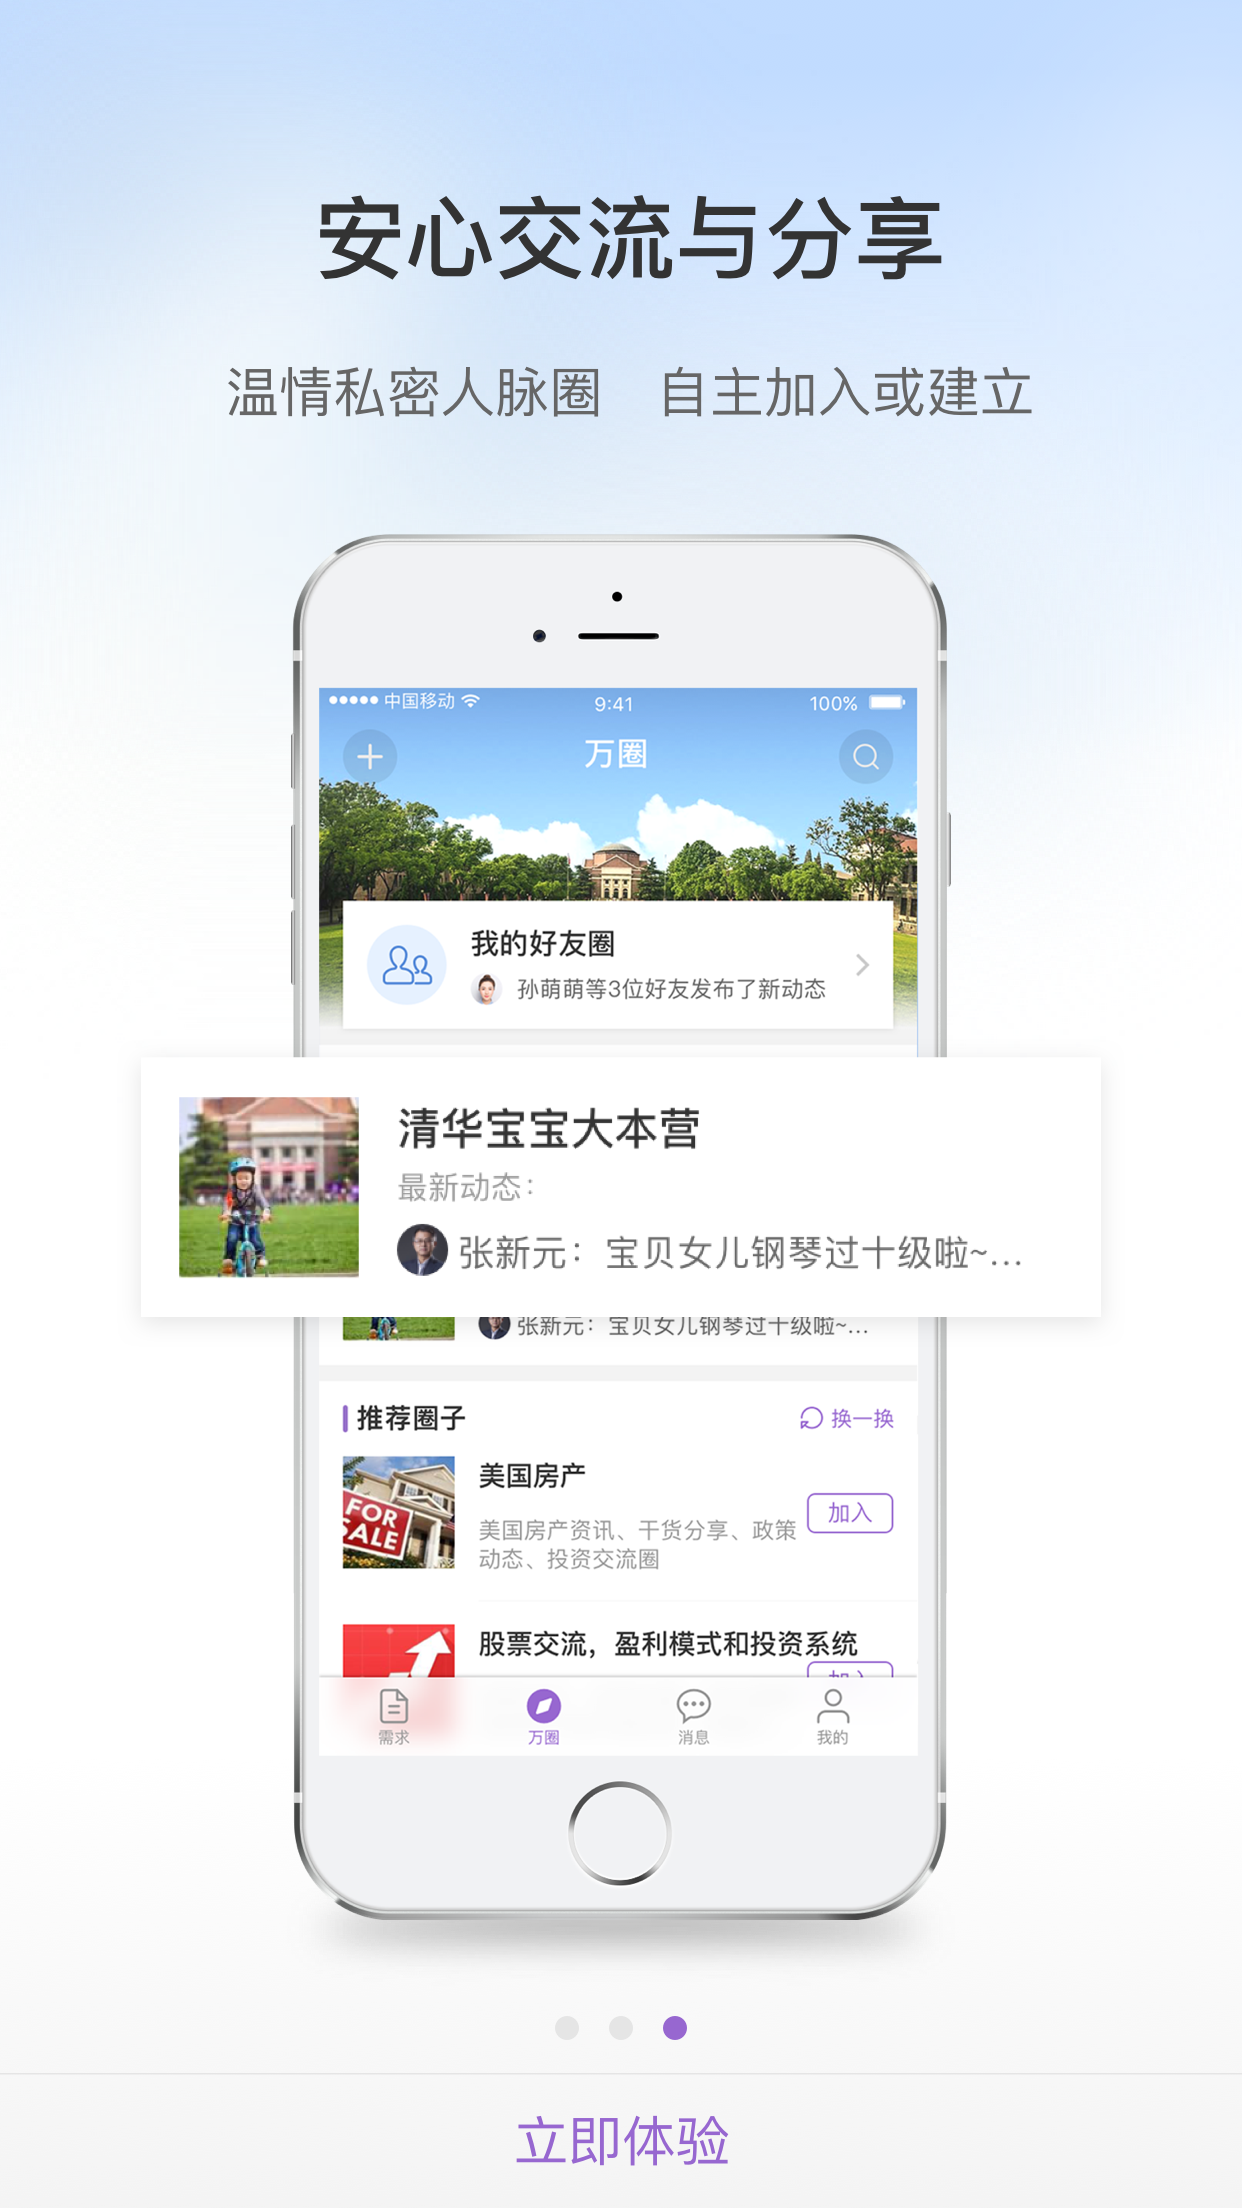 安心交流与分享
温情私密人脉圈　自主加入或建立
中国移动
9:41
100%
万圈
我的好友圈
孙萌萌等3位好友发布了新动态
清华宝宝大本营
最新动态：
张新元：宝贝女儿钢琴过十级啦~...
张新元：宝贝女儿钢琴过十级啦~...
推荐圈子
换一换
美国房产
FOR
SALE
加入
美国房产资讯、干货分享、政策
动态、投资交流圈
股票交流，盈利模式和投资系统
加入
需求
万圈
消息
我的
立即体验